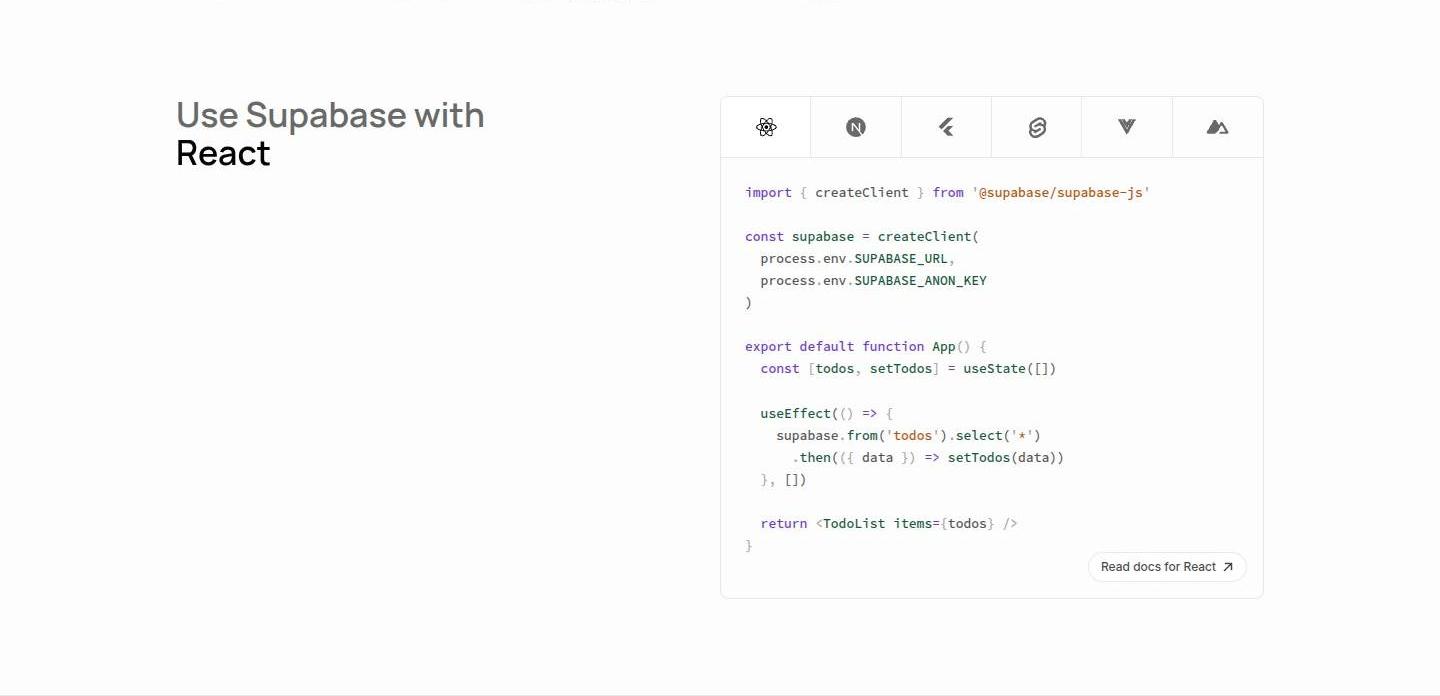 Use Supabase with
React
N
import { createClient } from '@supabase/supabase-js'
const supabase = createClient(
  process.env.SUPABASE_URL,
  process.env.SUPABASE_ANON_KEY
)
export default function App() {
  const [todos, setTodos] = useState([])
  useEffect(() => {
    supabase.from('todos').select('*')
      .then(({ data }) => setTodos(data))
  }, [])
  return <TodoList items={todos} />
}
Read docs for React